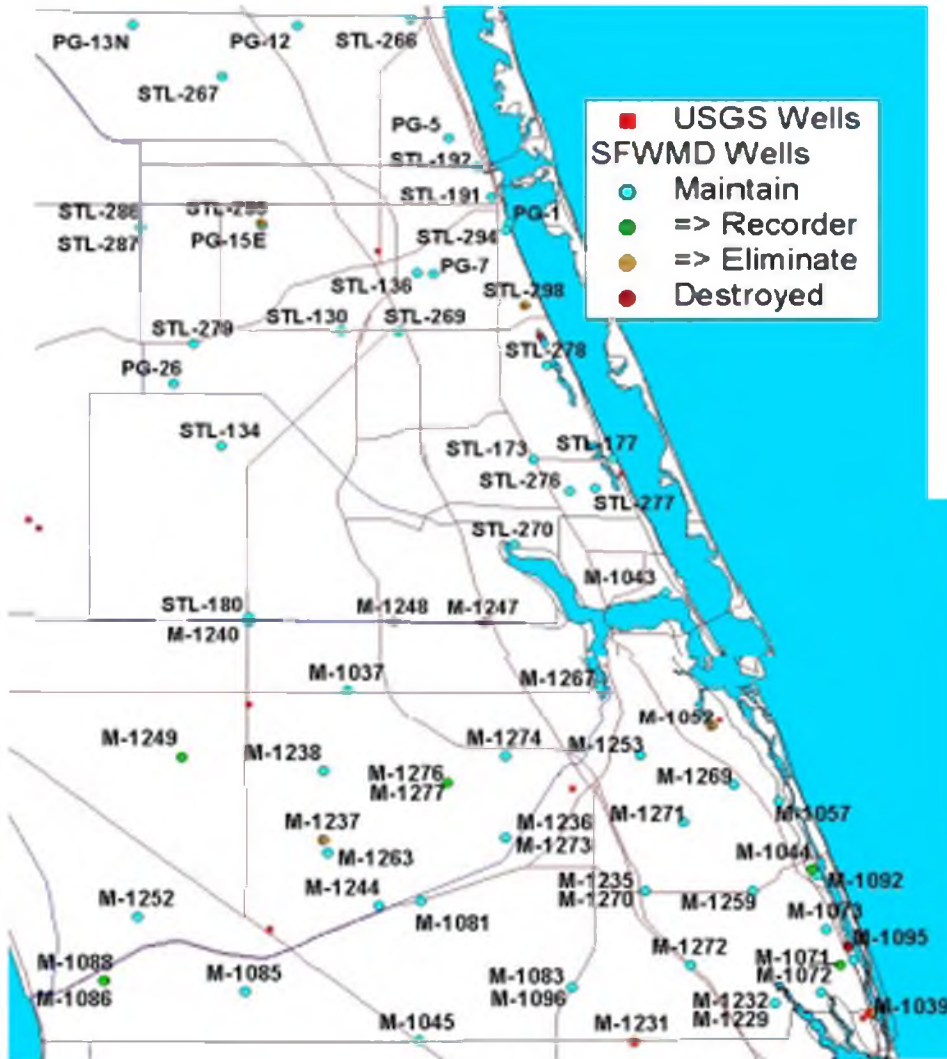 PG-13N
PG-12
STL-266
STL-267
PG-5
STL-192
STL-191
STL-286
STL-287
PG-15E
PG-1
STL-294
PG-7
STL-136
STL-298
STL-279
STL-130
STL-269
STL-278
PG-26
STL-134
STL-173
STL-177
STL-276
STL-277
STL-270
M-1043
STL-180
M-1240
M-1248
M-1247
M-1037
M-1267
M-1052
M-1249
M-1238
M-1274
M-1253
M-1276
M-1277
M-1269
M-1237
M-1263
M-1236
M-1273
M-1271
M-1057
M-1044
M-1092
M-1252
M-1244
M-1081
M-1235
M-1270
M-1259
M-1073
M-1095
M-1088
M-1086
M-1085
M-1083
M-1096
M-1272
M-1071
M-1072
M-1232
M-1229
M-1039
M-1045
M-1231
USGS Wells
SFWMD Wells
Maintain
=> Recorder
=> Eliminate
Destroyed